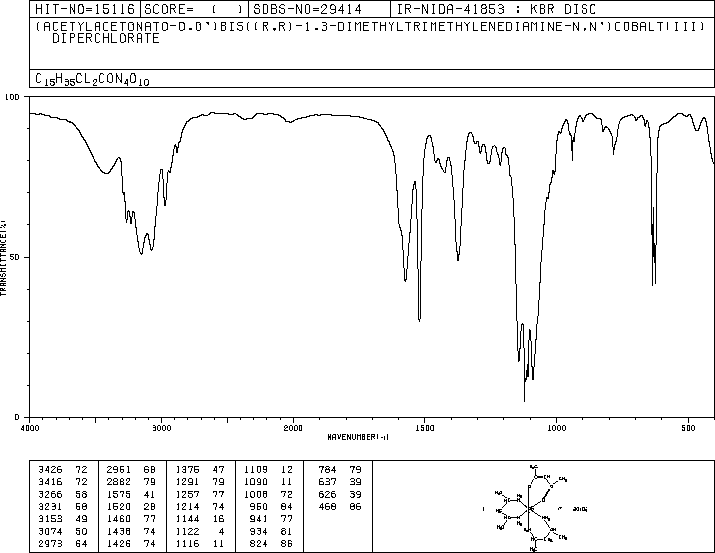 HIT-NO=15116 SCORE= ( ) SDBS-NO=29414 IR-NIDA-41853 : KBR DISC
(ACETYLACETONATO-O,O')BIS((R,R)-1,3-DIMETHYLTRIMETHYLENEDIAMINE-N,N')COBALT(III)
DIPERCHLORATE
C15H35CL2CON4O10
100
50
0
TRANSMITTANCE(%)
4000 3000 2000 1500 1000 500
WAVENUMBER(-1)
3426 72 2961 68 1376 47 1109 12 784 79
3416 72 2882 79 1291 79 1090 11 637 39
3266 58 1575 41 1257 77 1008 72 626 39
3231 60 1520 28 1214 74 960 84 468 86
3153 49 1460 77 1144 16 941 77
3074 50 1438 74 1122 4 934 81
2973 64 1426 74 1116 11 824 86